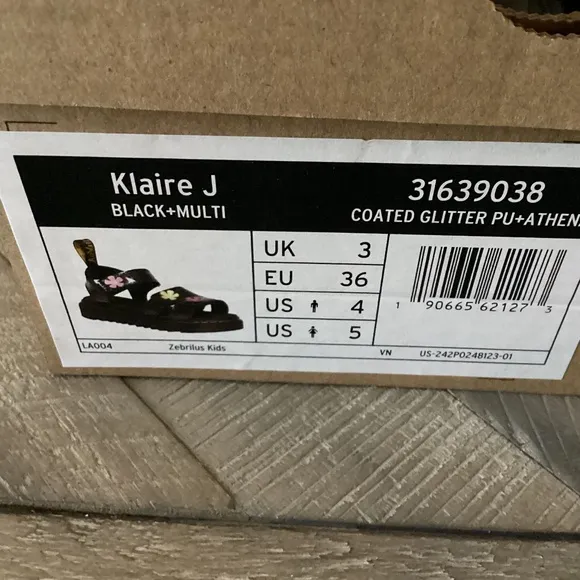 Klaire J
BLACK+MULTI
31639038
COATED GLITTER PU+ATHEN
UK 3
EU 36
US 4
US 5
1 90665 62127 3
LA004
Zebrilus Kids
VN
US-242P0248123-01